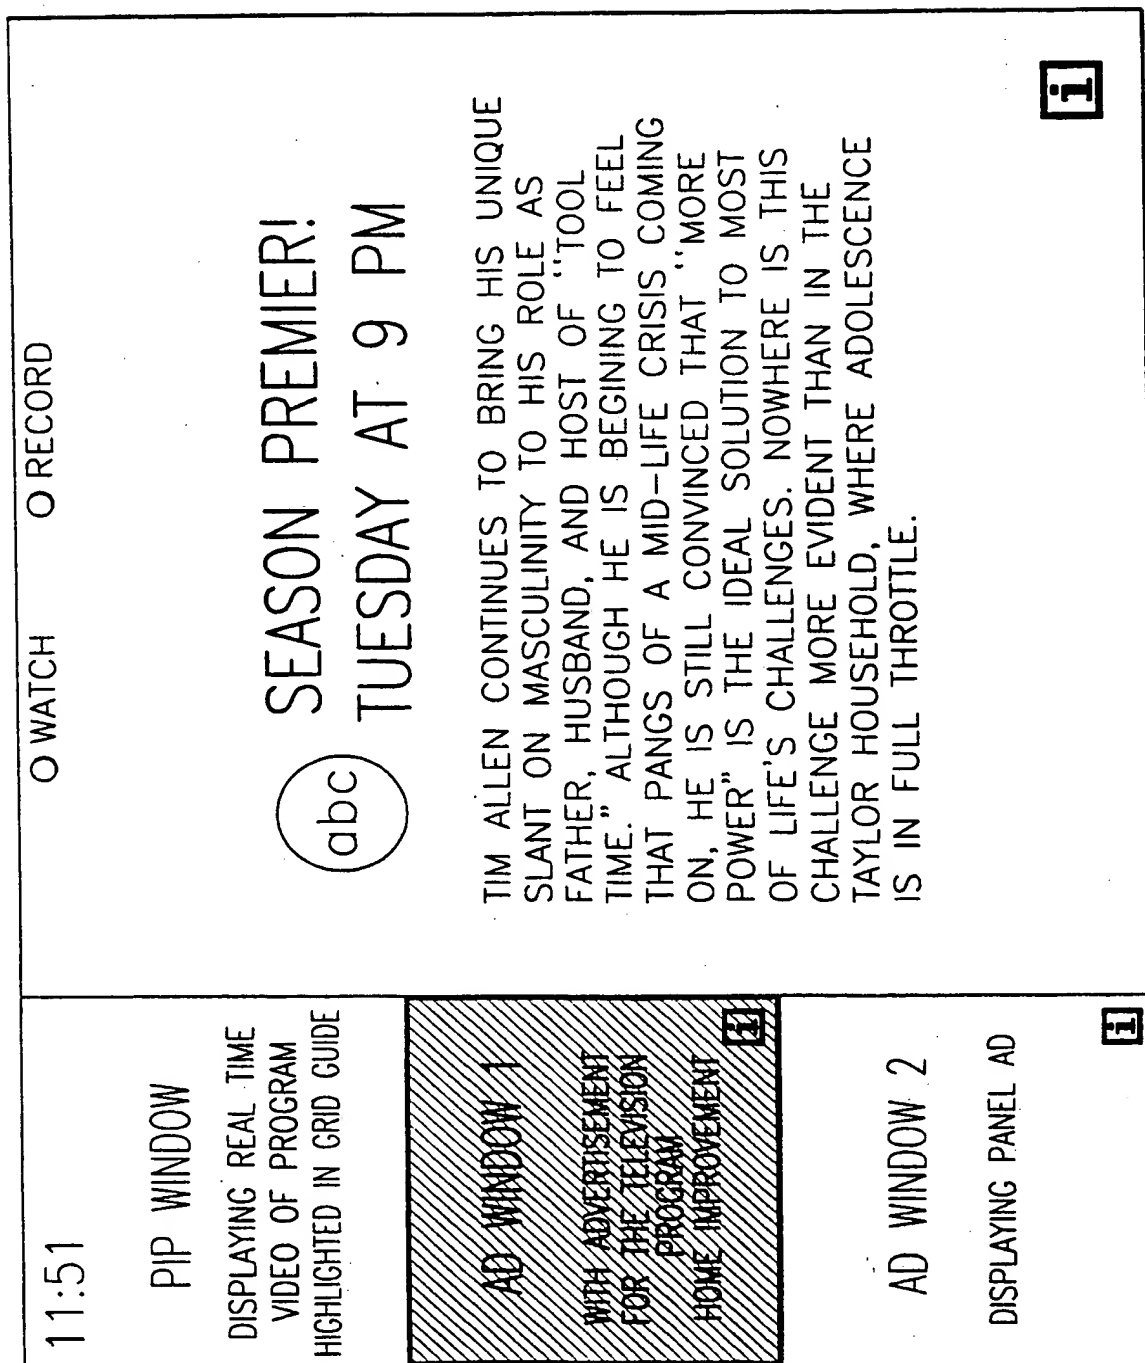 11:51
O WATCH
O RECORD
PIP WINDOW
DISPLAYING REAL TIME
VIDEO OF PROGRAM
HIGHLIGHTED IN GRID GUIDE
AD WINDOW 1
WITH ADVERTISEMENT
FOR THE TELEVISION
PROGRAM
HOME IMPROVEMENT
i
AD WINDOW 2
DISPLAYING PANEL AD
i
abc
SEASON PREMIER!
TUESDAY AT 9 PM
TIM ALLEN CONTINUES TO BRING HIS UNIQUE
SLANT ON MASCULINITY TO HIS ROLE AS
FATHER, HUSBAND, AND HOST OF "TOOL
TIME." ALTHOUGH HE IS BEGINING TO FEEL
THAT PANGS OF A MID-LIFE CRISIS COMING
ON, HE IS STILL CONVINCED THAT "MORE
POWER" IS THE IDEAL SOLUTION TO MOST
OF LIFE'S CHALLENGES. NOWHERE IS THIS
CHALLENGE MORE EVIDENT THAN IN THE
TAYLOR HOUSEHOLD, WHERE ADOLESCENCE
IS IN FULL THROTTLE.
i